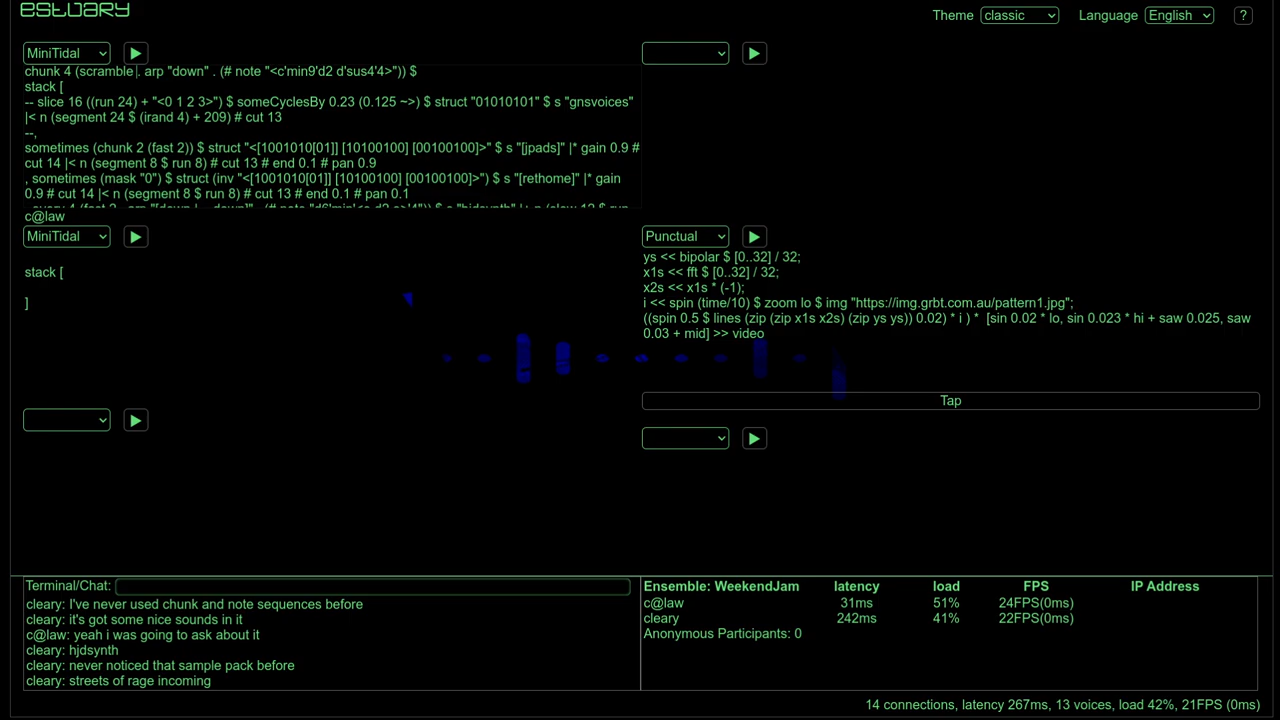 estuary
Theme classic Language English ?
MiniTidal
chunk 4 (scramble|. arp "down" . (# note "<c'min9'd2 d'sus4'4>")) $
stack [
-- slice 16 ((run 24) + "<0 1 2 3>") $ someCyclesBy 0.23 (0.125 ~>) $ struct "01010101" $ s "gnsvoices"
|< n (segment 24 $ (irand 4) + 209) # cut 13
--,
sometimes (chunk 2 (fast 2)) $ struct "<[1001010[01]] [10100100] [00100100]>" $ s "[jpads]" |* gain 0.9 #
cut 14 |< n (segment 8 $ run 8) # cut 13 # end 0.1 # pan 0.9
, sometimes (mask "0") $ struct (inv "<[1001010[01]] [10100100] [00100100]>") $ s "[rethome]" |* gain
0.9 # cut 14 |< n (segment 8 $ run 8) # cut 13 # end 0.1 # pan 0.1
c@law
MiniTidal
stack [
]
Punctual
ys << bipolar $ [0..32] / 32;
x1s << fft $ [0..32] / 32;
x2s << x1s * (-1);
i << spin (time/10) $ zoom lo $ img "https://img.grbt.com.au/pattern1.jpg";
((spin 0.5 $ lines (zip (zip x1s x2s) (zip ys ys)) 0.02) * i ) * [sin 0.02 * lo, sin 0.023 * hi + saw 0.025, saw
0.03 + mid] >> video
Tap
Terminal/Chat:
cleary: I've never used chunk and note sequences before
cleary: it's got some nice sounds in it
c@law: yeah i was going to ask about it
cleary: hjdsynth
cleary: never noticed that sample pack before
cleary: streets of rage incoming
Ensemble: WeekendJam latency load FPS IP Address
c@law 31ms 51% 24FPS(0ms)
cleary 242ms 41% 22FPS(0ms)
Anonymous Participants: 0
14 connections, latency 267ms, 13 voices, load 42%, 21FPS (0ms)